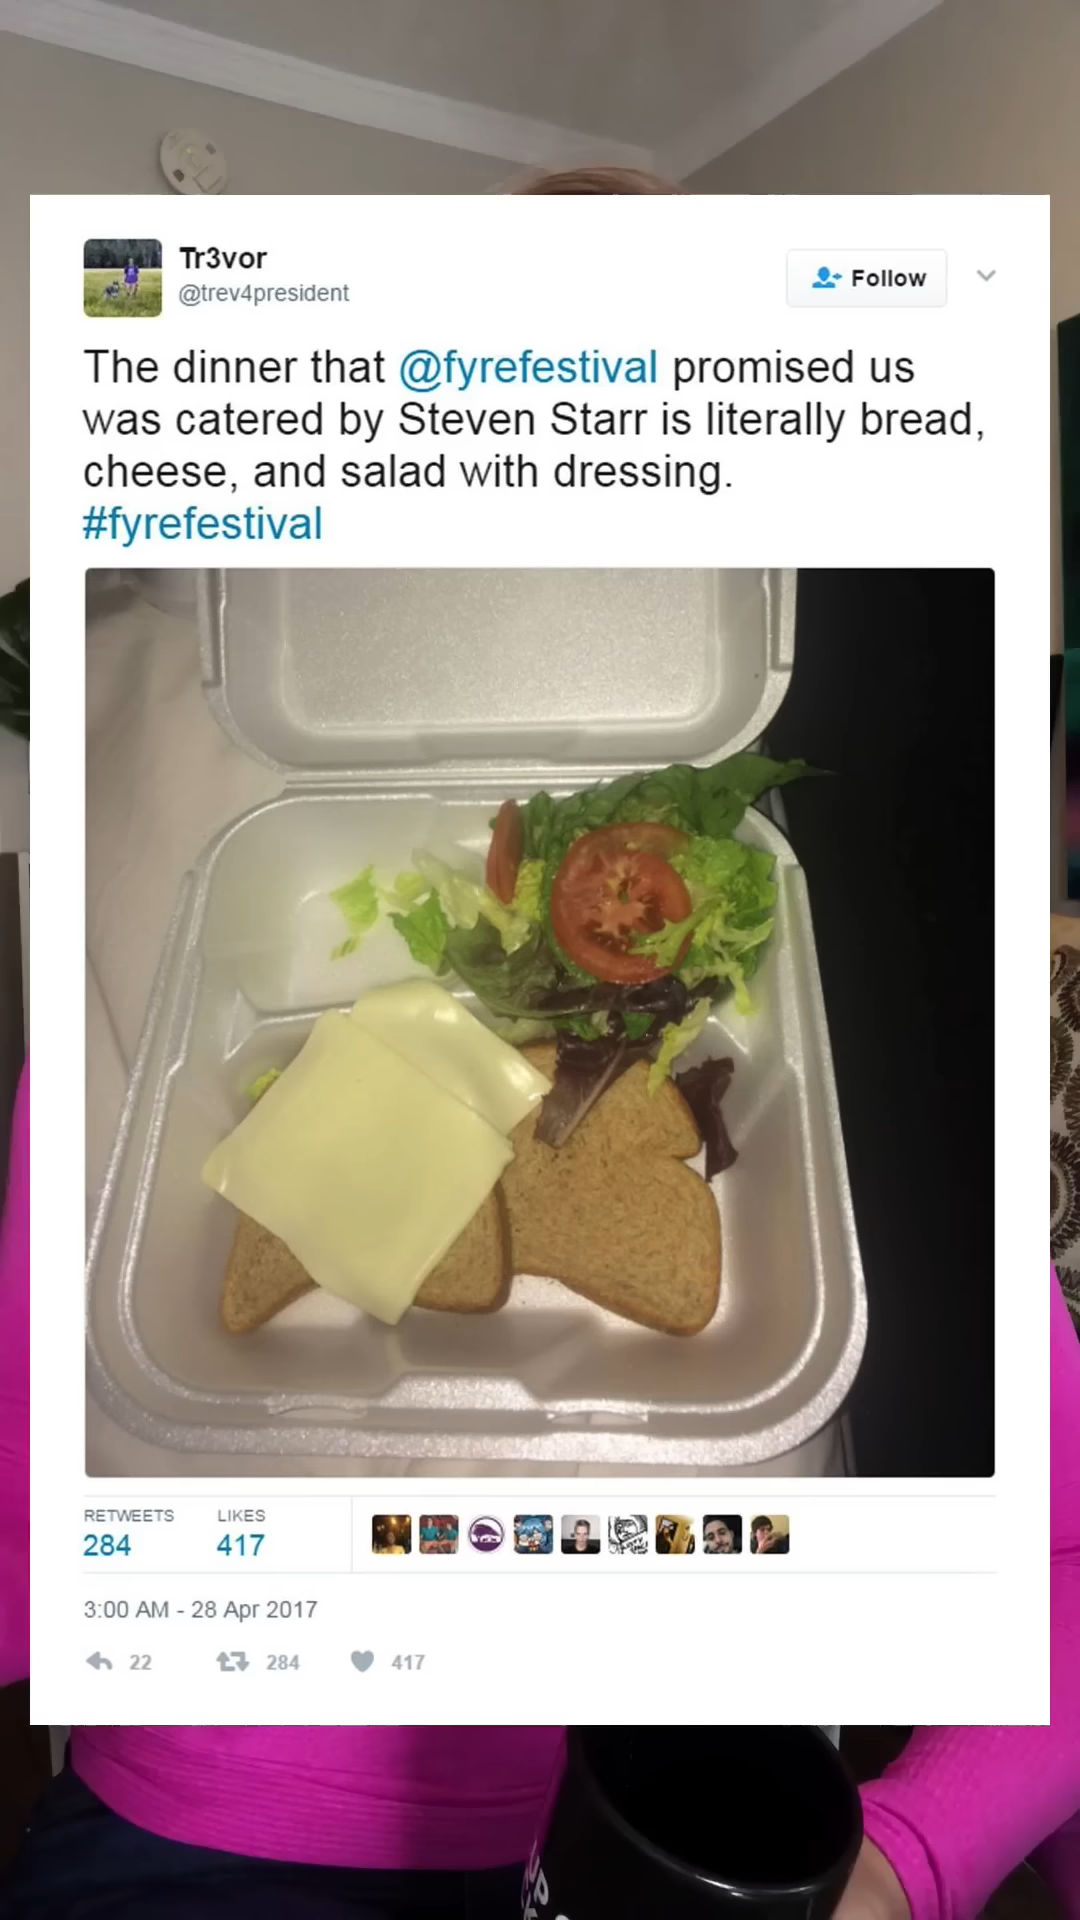 Tr3vor
@trev4president
Follow
The dinner that @fyrefestival promised us
was catered by Steven Starr is literally bread,
cheese, and salad with dressing.
#fyrefestival
RETWEETS
284
LIKES
417
3:00 AM - 28 Apr 2017
22
284
417
UP